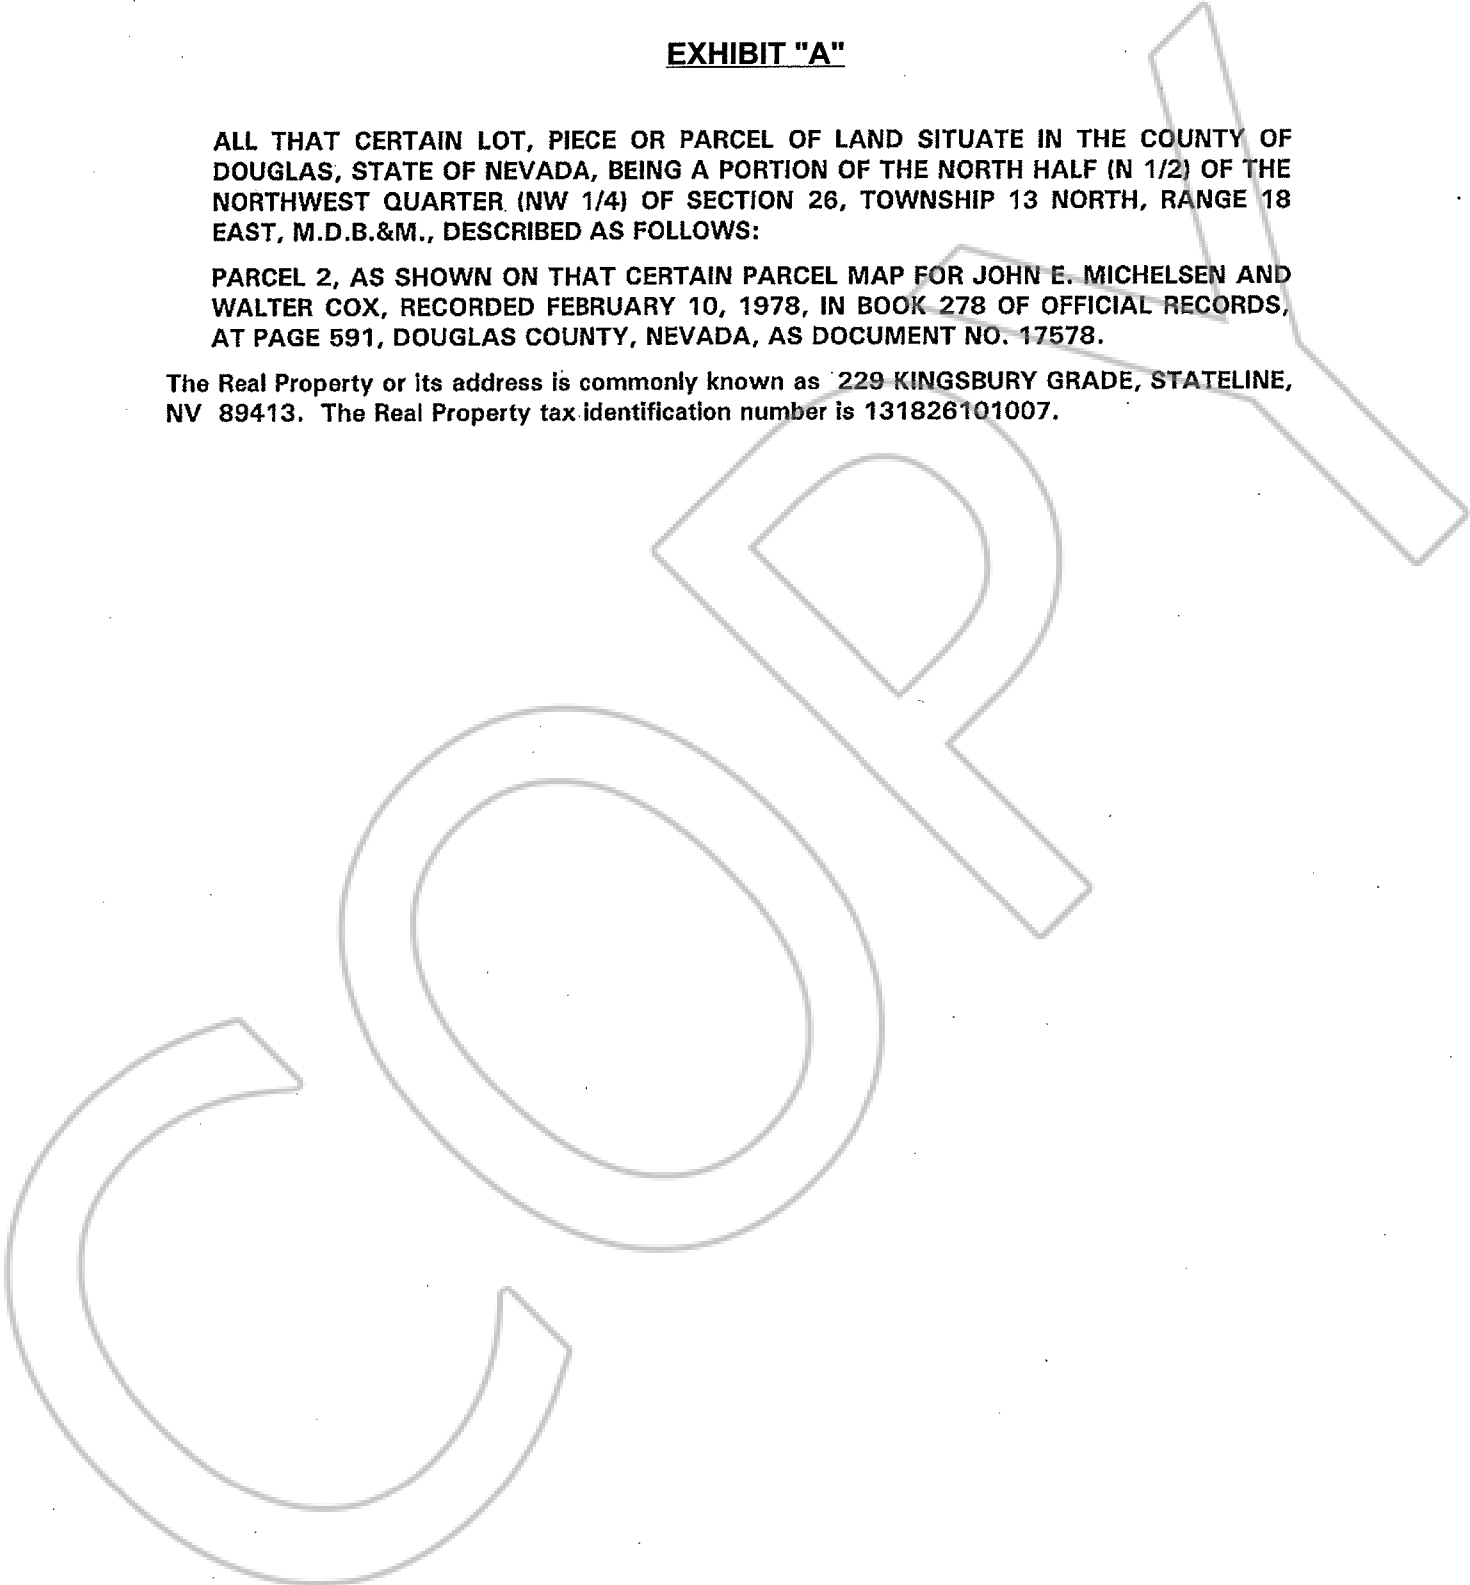 EXHIBIT "A"
ALL THAT CERTAIN LOT, PIECE OR PARCEL OF LAND SITUATE IN THE COUNTY OF
DOUGLAS, STATE OF NEVADA, BEING A PORTION OF THE NORTH HALF (N 1/2) OF THE
NORTHWEST QUARTER (NW 1/4) OF SECTION 26, TOWNSHIP 13 NORTH, RANGE 18
EAST, M.D.B.&M., DESCRIBED AS FOLLOWS:
PARCEL 2, AS SHOWN ON THAT CERTAIN PARCEL MAP FOR JOHN E. MICHELSEN AND
WALTER COX, RECORDED FEBRUARY 10, 1978, IN BOOK 278 OF OFFICIAL RECORDS,
AT PAGE 591, DOUGLAS COUNTY, NEVADA, AS DOCUMENT NO. 17578.
The Real Property or its address is commonly known as 229 KINGSBURY GRADE, STATELINE,
NV 89413. The Real Property tax identification number is 131826101007.
COPY